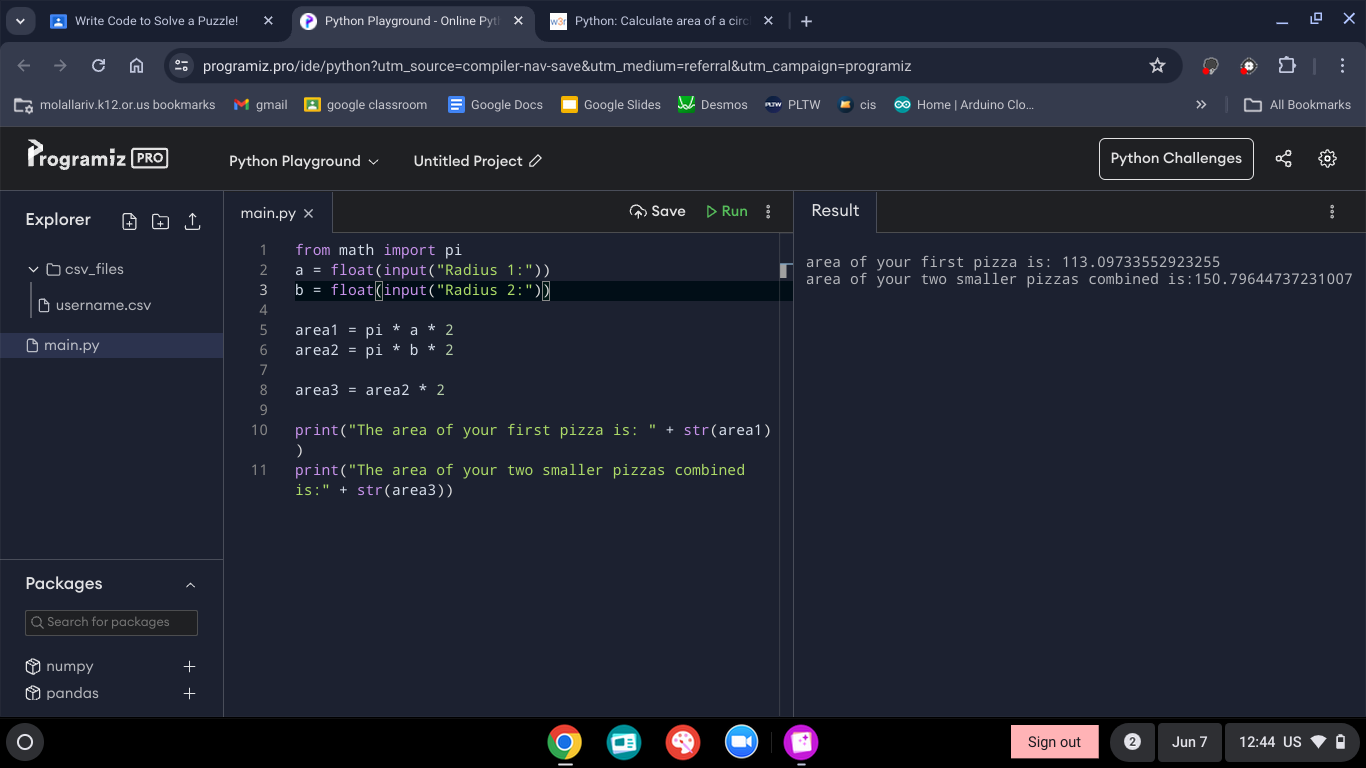 Write Code to Solve a Puzzle!
Python Playground - Online Pyt
w3r
Python: Calculate area of a circ
programiz.pro/ide/python?utm_source=compiler-nav-save&utm_medium=referral&utm_campaign=programiz
molallariv.k12.or.us bookmarks
gmail
google classroom
Google Docs
Google Slides
Desmos
PLTW
PLTW
cis
Home | Arduino Clo...
All Bookmarks
Programiz PRO
Python Playground
Untitled Project
Python Challenges
Explorer
csv_files
username.csv
main.py
main.py
Save
Run
Result
1 from math import pi
2 a = float(input("Radius 1:"))
3 b = float(input("Radius 2:"))
4
5 area1 = pi * a * 2
6 area2 = pi * b * 2
7
8 area3 = area2 * 2
9
10 print("The area of your first pizza is: " + str(area1)
)
11 print("The area of your two smaller pizzas combined
is:" + str(area3))
area of your first pizza is: 113.09733552923255
area of your two smaller pizzas combined is:150.79644737231007
Packages
Search for packages
numpy
pandas
Sign out
2
Jun 7
12:44 US